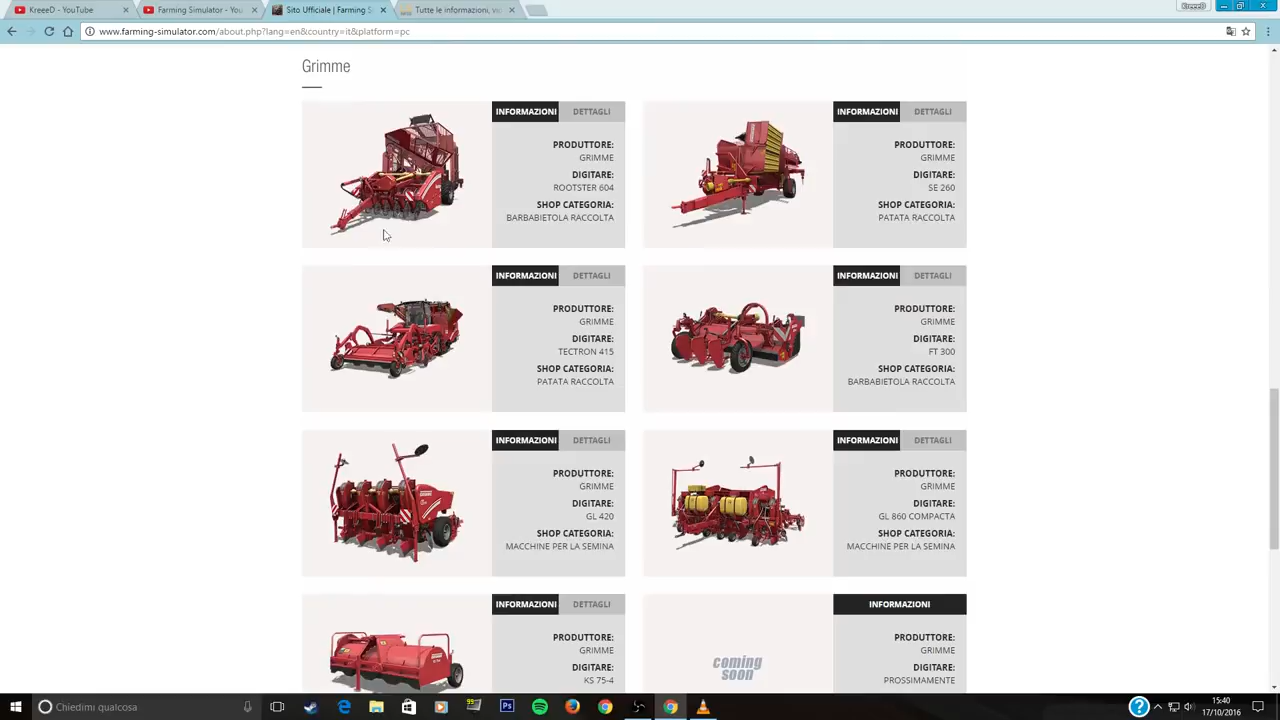 KreeeD - YouTube
Farming Simulator - You
Sito Ufficiale | Farming S
Tutte le informazioni, vi
KreeeD
www.farming-simulator.com/about.php?lang=en&country=it&platform=pc
Grimme
INFORMAZIONI DETTAGLI
PRODUTTORE:
GRIMME
DIGITARE:
ROOTSTER 604
SHOP CATEGORIA:
BARBABIETOLA RACCOLTA
INFORMAZIONI DETTAGLI
PRODUTTORE:
GRIMME
DIGITARE:
SE 260
SHOP CATEGORIA:
PATATA RACCOLTA
INFORMAZIONI DETTAGLI
PRODUTTORE:
GRIMME
DIGITARE:
TECTRON 415
SHOP CATEGORIA:
PATATA RACCOLTA
INFORMAZIONI DETTAGLI
PRODUTTORE:
GRIMME
DIGITARE:
FT 300
SHOP CATEGORIA:
BARBABIETOLA RACCOLTA
INFORMAZIONI DETTAGLI
PRODUTTORE:
GRIMME
DIGITARE:
GL 420
SHOP CATEGORIA:
MACCHINE PER LA SEMINA
INFORMAZIONI DETTAGLI
PRODUTTORE:
GRIMME
DIGITARE:
GL 860 COMPACTA
SHOP CATEGORIA:
MACCHINE PER LA SEMINA
INFORMAZIONI DETTAGLI
PRODUTTORE:
GRIMME
DIGITARE:
KS 75-4
coming
soon
INFORMAZIONI
PRODUTTORE:
GRIMME
DIGITARE:
PROSSIMAMENTE
Chiedimi qualcosa
15:40
17/10/2016